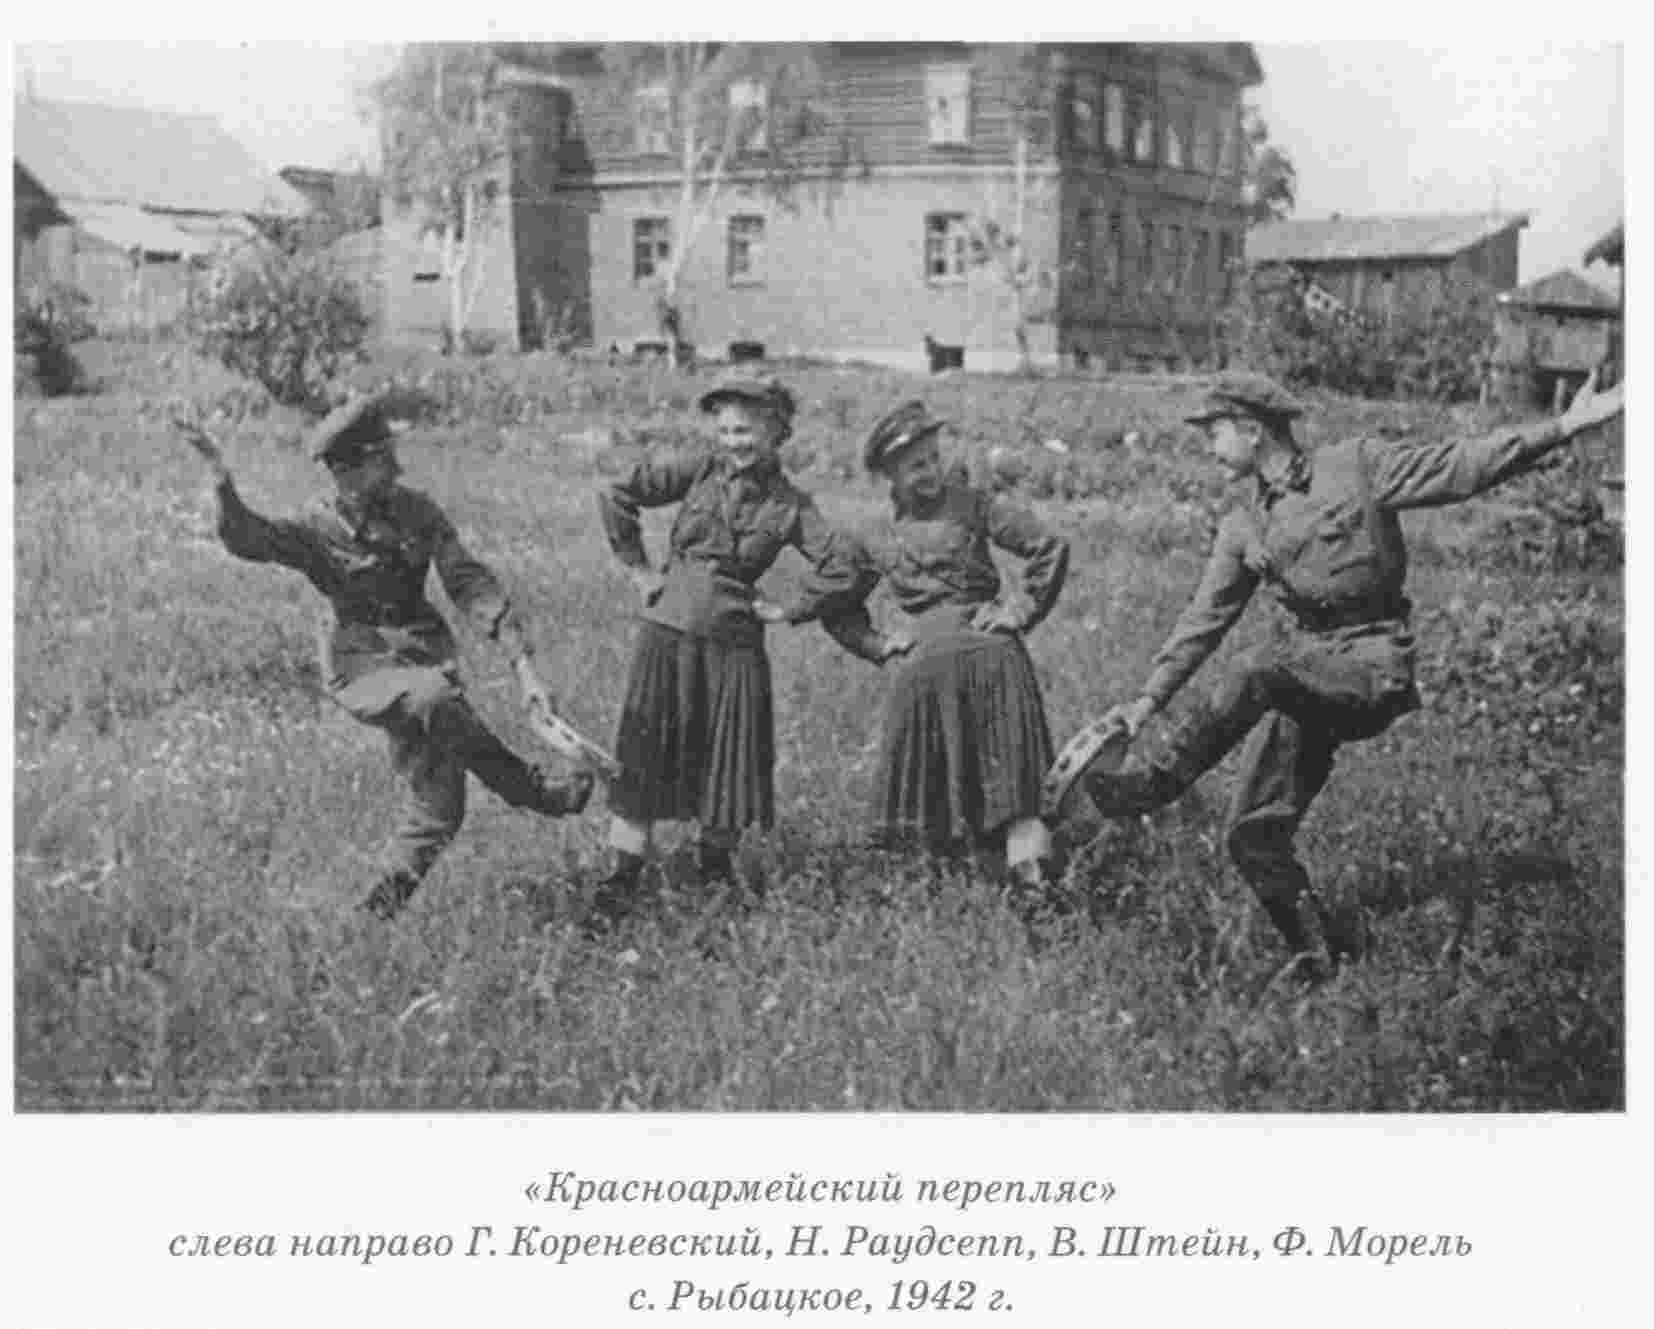 «Красноармейский перепляс»
слева направо Г. Кореневский, Н. Раудсепп, В. Штейн, Ф. Морель
с. Рыбацкое, 1942 г.